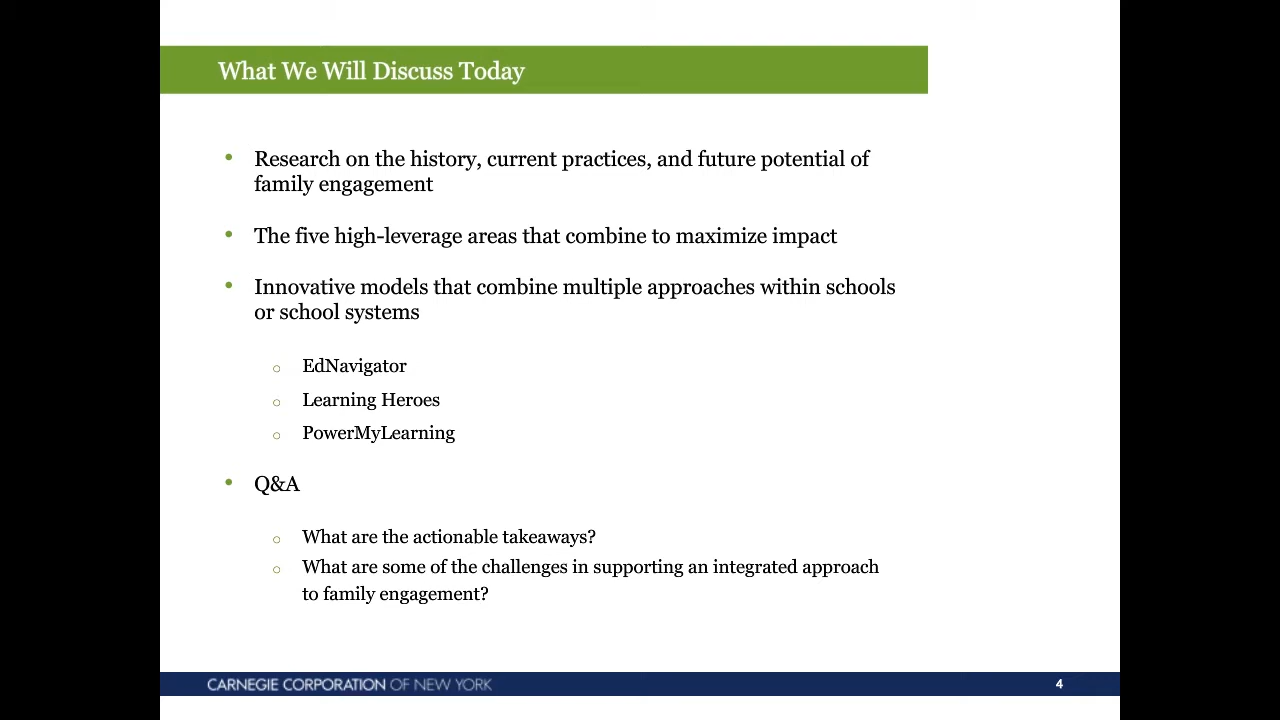 What We Will Discuss Today
• Research on the history, current practices, and future potential of
family engagement
• The five high-leverage areas that combine to maximize impact
• Innovative models that combine multiple approaches within schools
or school systems
○ EdNavigator
○ Learning Heroes
○ PowerMyLearning
• Q&A
○ What are the actionable takeaways?
○ What are some of the challenges in supporting an integrated approach
to family engagement?
CARNEGIE CORPORATION OF NEW YORK
4